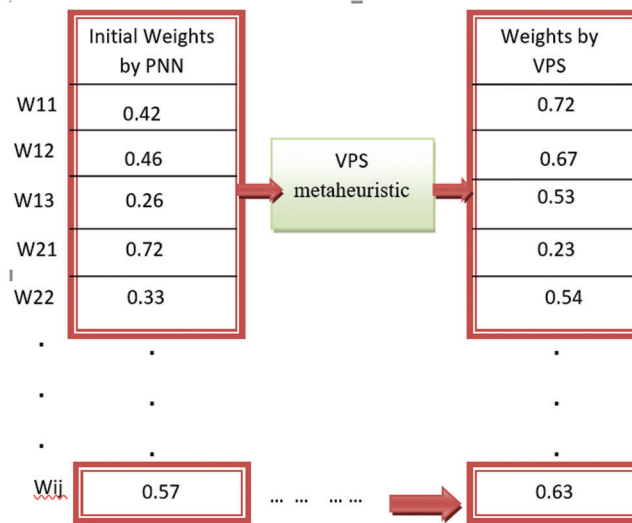 Initial Weights
by PNN
Weights by
VPS
W11
0.42
0.72
W12
0.46
0.67
VPS
metaheuristic
W13
0.26
0.53
W21
0.72
0.23
W22
0.33
0.54
. . .
. . .
. . .
Wij
0.57
... ... ... ...
0.63